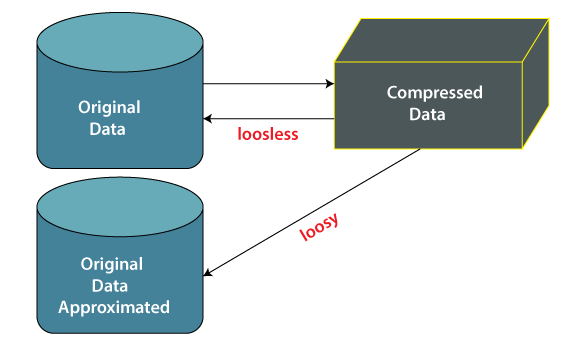 Original
Data
Compressed
Data
loosless
loosy
Original
Data
Approximated